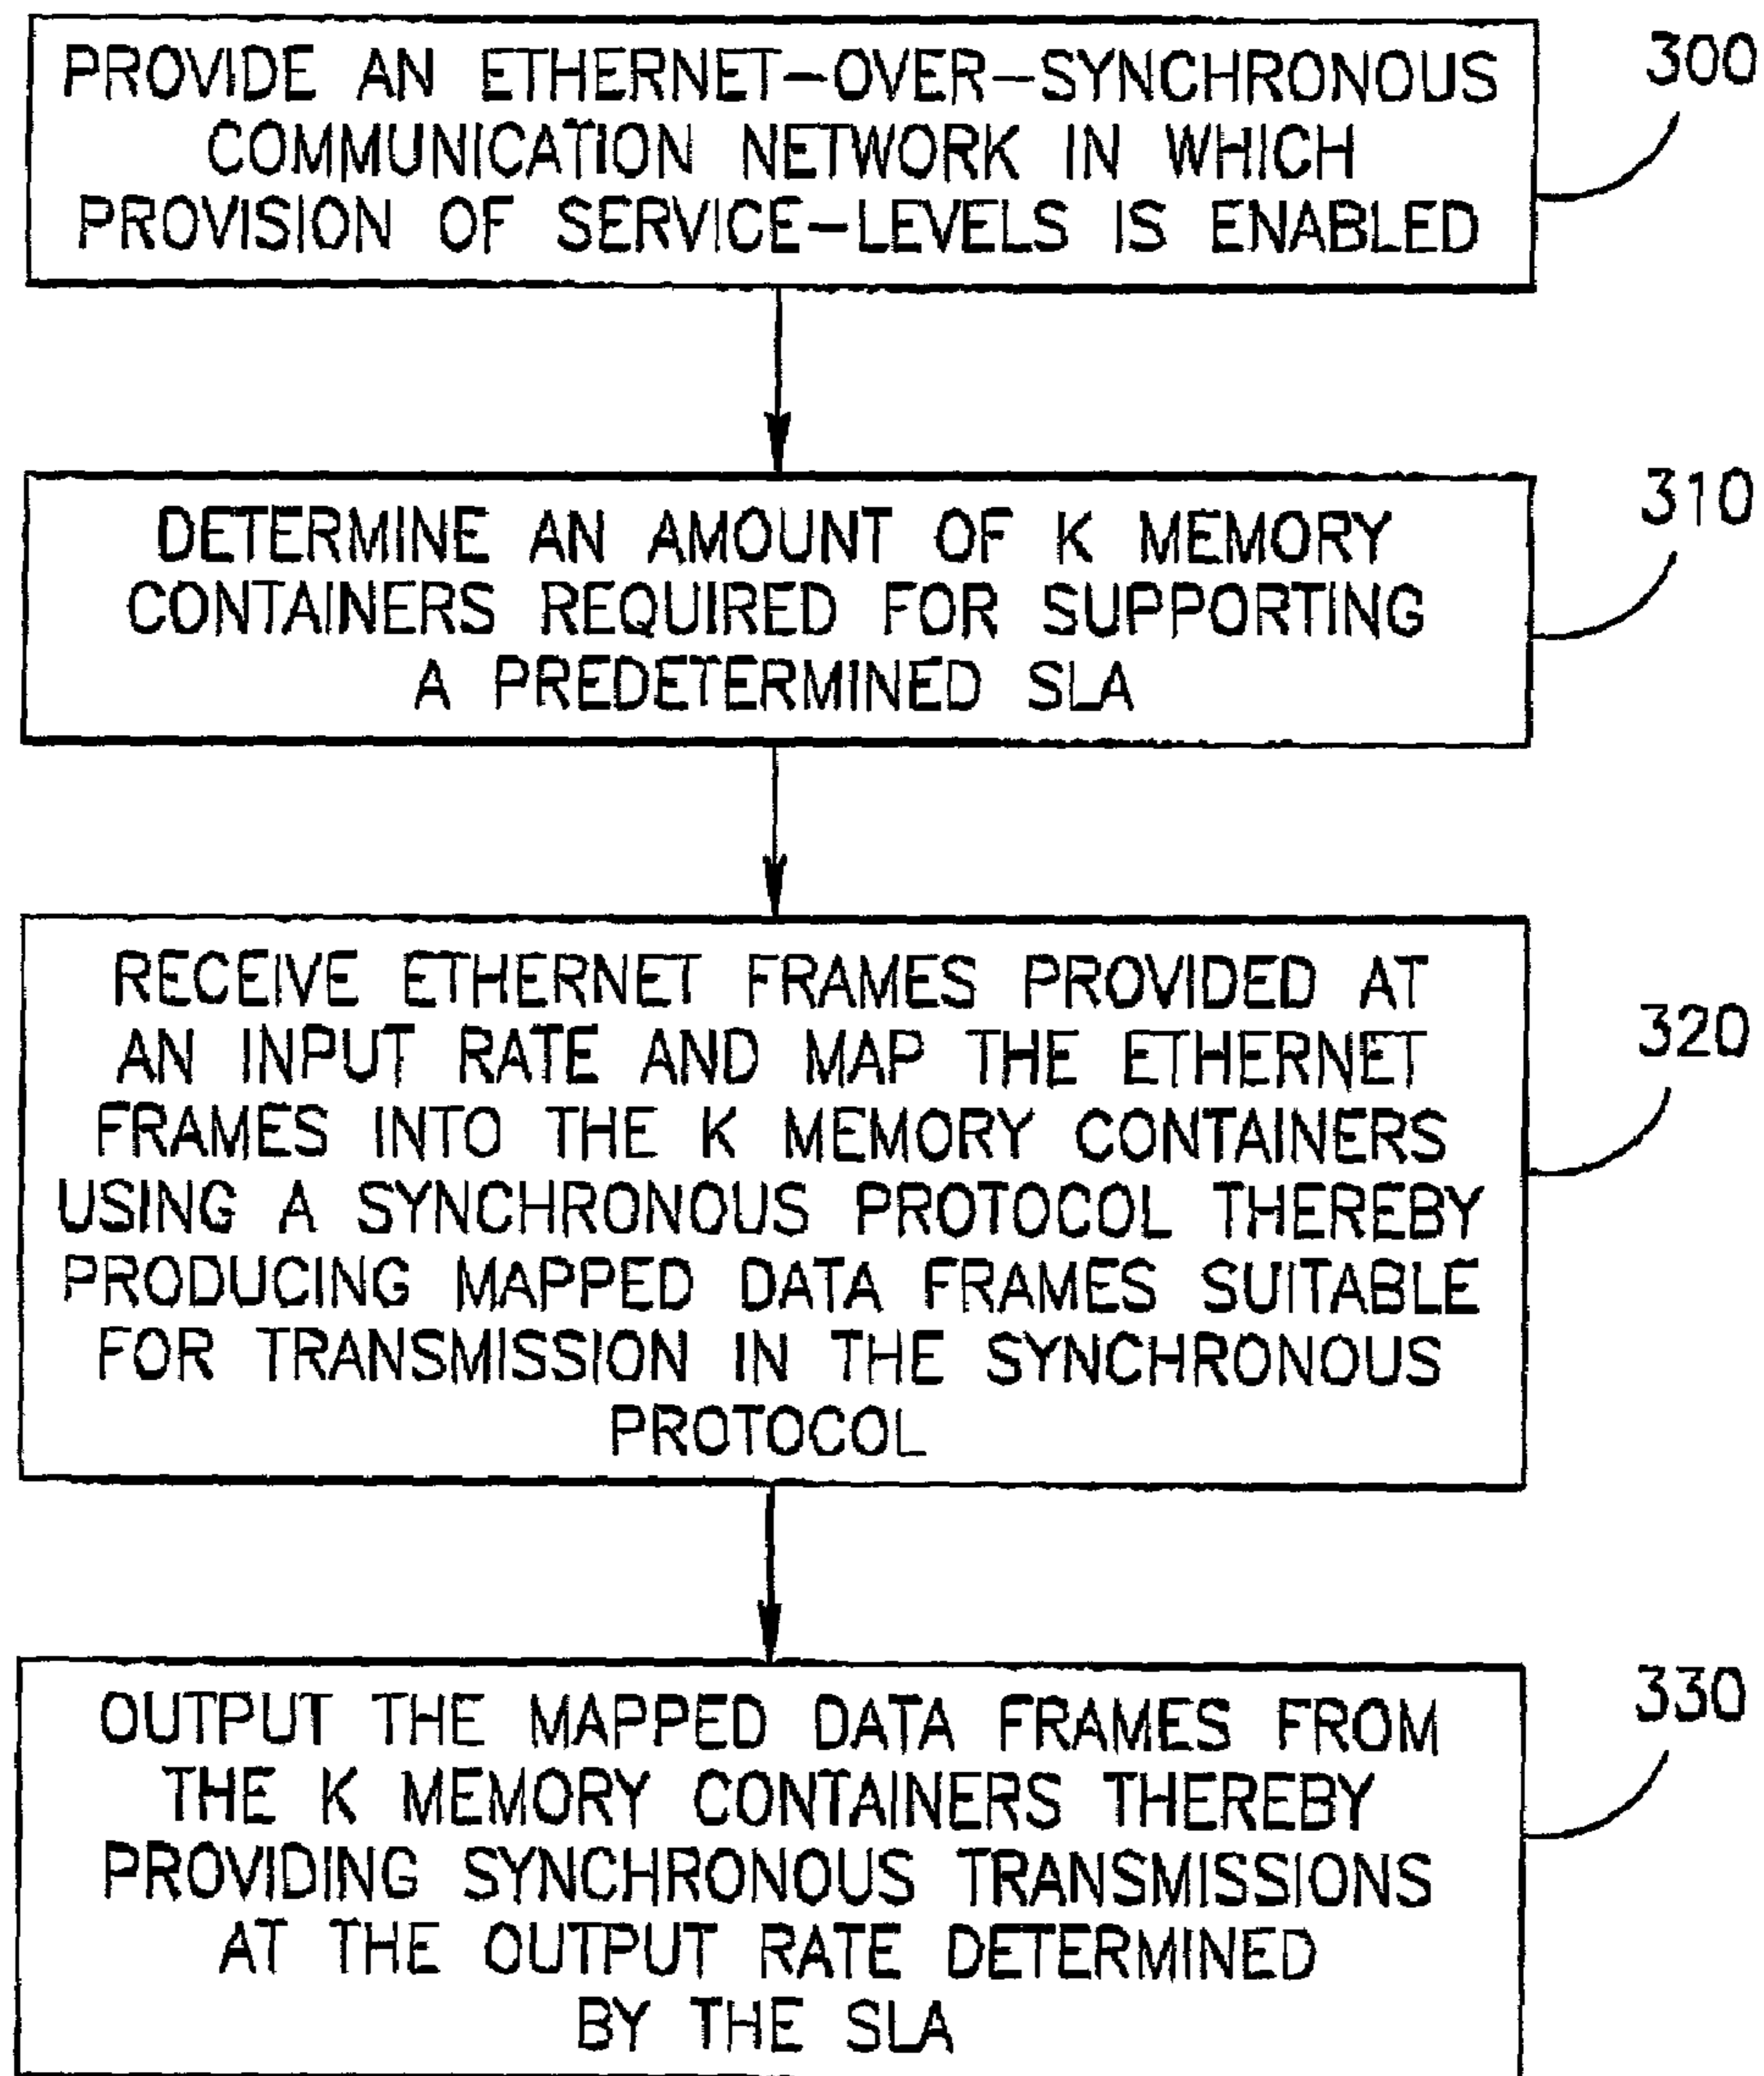 PROVIDE AN ETHERNET-OVER-SYNCHRONOUS
COMMUNICATION NETWORK IN WHICH
PROVISION OF SERVICE-LEVELS IS ENABLED
300
DETERMINE AN AMOUNT OF K MEMORY
CONTAINERS REQUIRED FOR SUPPORTING
A PREDETERMINED SLA
310
RECEIVE ETHERNET FRAMES PROVIDED AT
AN INPUT RATE AND MAP THE ETHERNET
FRAMES INTO THE K MEMORY CONTAINERS
USING A SYNCHRONOUS PROTOCOL THEREBY
PRODUCING MAPPED DATA FRAMES SUITABLE
FOR TRANSMISSION IN THE SYNCHRONOUS
PROTOCOL
320
OUTPUT THE MAPPED DATA FRAMES FROM
THE K MEMORY CONTAINERS THEREBY
PROVIDING SYNCHRONOUS TRANSMISSIONS
AT THE OUTPUT RATE DETERMINED
BY THE SLA
330